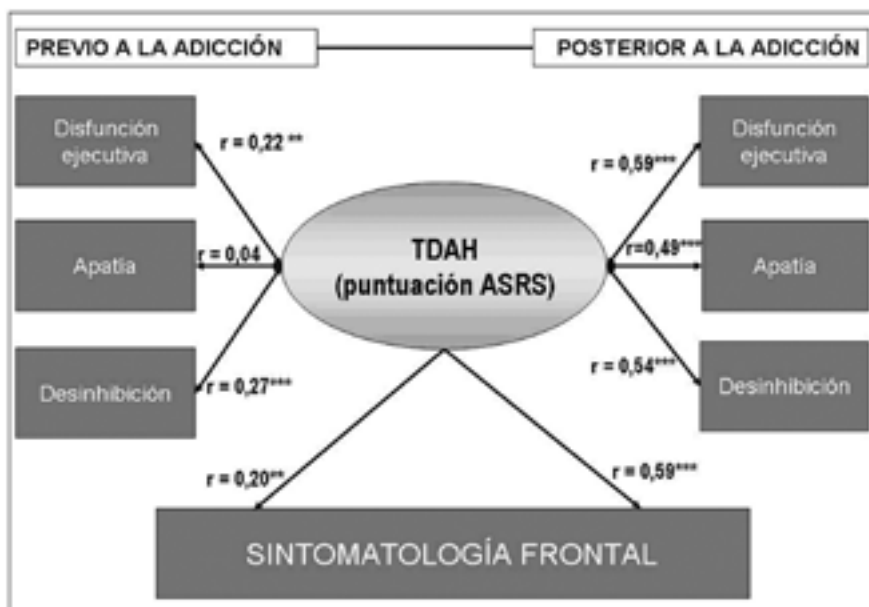 PREVIO A LA ADICCIÓN
POSTERIOR A LA ADICCIÓN
Disfunción
ejecutiva
r = 0,22 **
Apatía
r = 0,04
Desinhibición
r = 0,27***
TDAH
(puntuación ASRS)
r = 0,59***
Disfunción
ejecutiva
r=0,49***
Apatía
r = 0,54***
Desinhibición
r = 0,20**
r = 0,59***
SINTOMATOLOGÍA FRONTAL